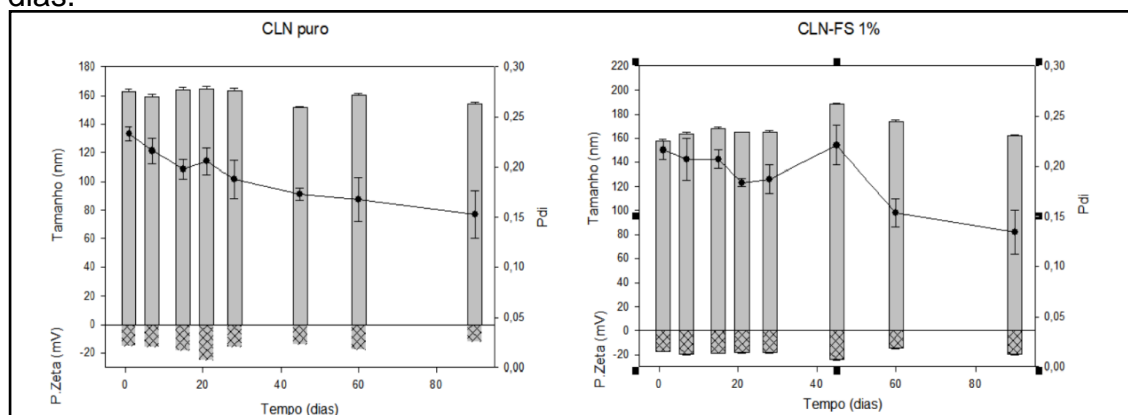 dias.
CLN puro
CLN-FS 1%
180
160
140
120
100
80
60
40
20
0
-20
Tamanho (nm)
P.Zeta (mV)
0,30
0,25
0,20
0,15
0,10
0,05
0,00
Pdi
0 20 40 60 80
Tempo (dias)
220
200
180
160
140
120
100
80
60
40
20
0
-20
Tamanho (nm)
P.Zeta (mV)
0,30
0,25
0,20
0,15
0,10
0,05
0,00
Pdi
0 20 40 60 80
Tempo (dias)